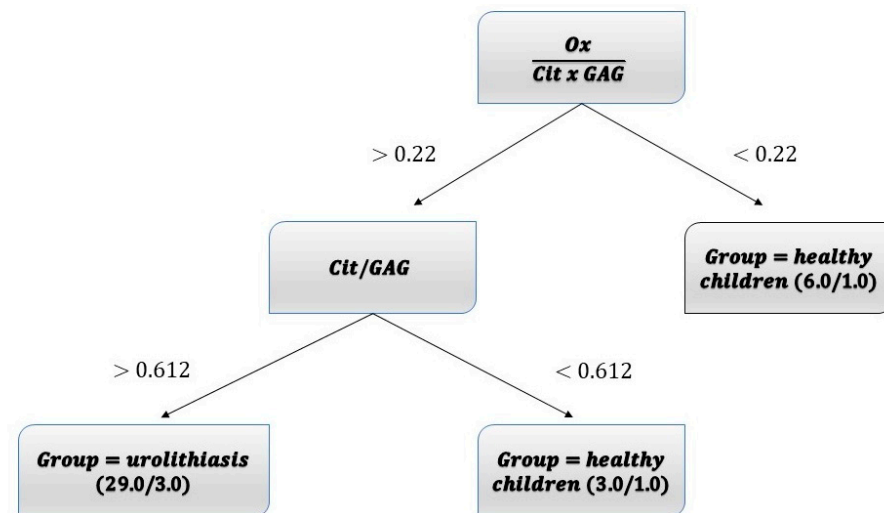 Ox
Cit x GAG
> 0.22
< 0.22
Cit/GAG
Group = healthy
children (6.0/1.0)
> 0.612
< 0.612
Group = urolithiasis
(29.0/3.0)
Group = healthy
children (3.0/1.0)